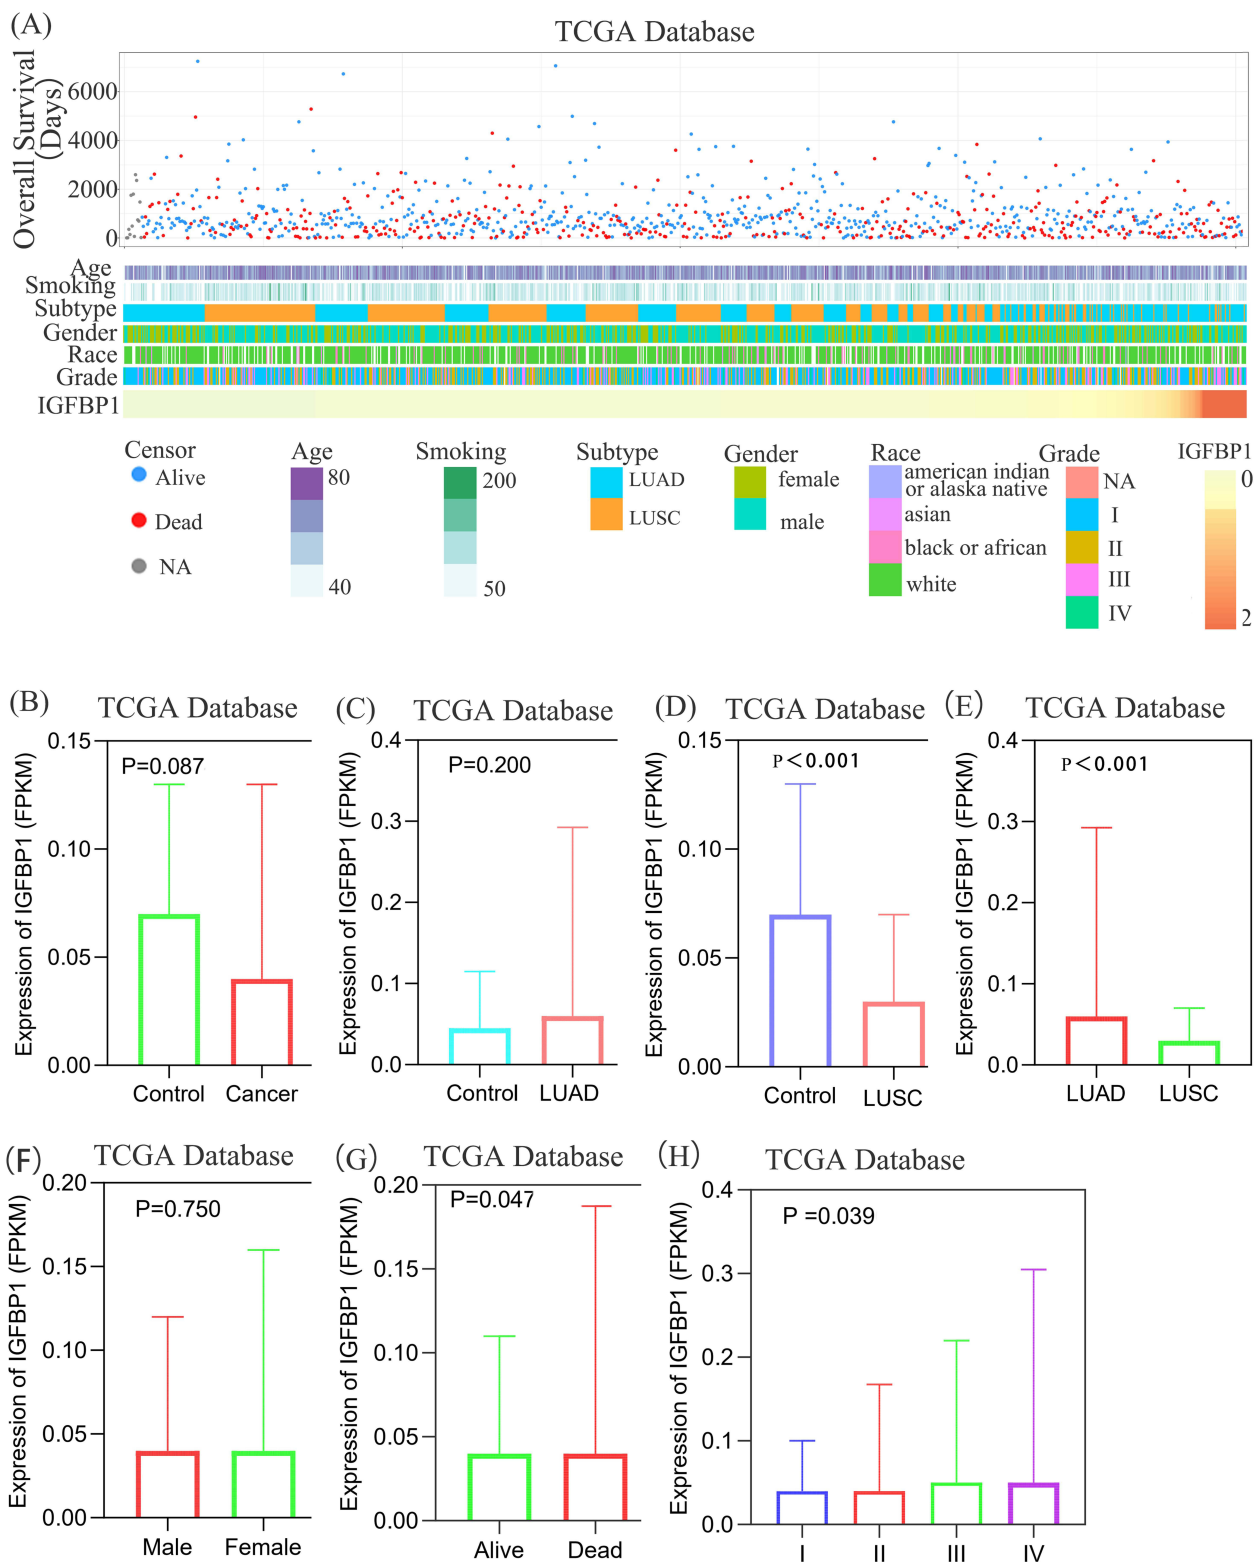 (A)
TCGA Database
Overall Survival
(Days)
6000
4000
2000
0
Age
Smoking
Subtype
Gender
Race
Grade
IGFBP1
Censor
Alive
Dead
NA
Age
80
40
Smoking
200
50
Subtype
LUAD
LUSC
Gender
female
male
Race
american indian
or alaska native
asian
black or african
white
Grade
NA
I
II
III
IV
IGFBP1
0
2
(B)
TCGA Database
Expression of IGFBP1 (FPKM)
0.15
0.10
0.05
0.00
P=0.087
Control Cancer
(C)
TCGA Database
Expression of IGFBP1 (FPKM)
0.4
0.3
0.2
0.1
0.0
P=0.200
Control LUAD
(D)
TCGA Database
Expression of IGFBP1 (FPKM)
0.15
0.10
0.05
0.00
P<0.001
Control LUSC
(E)
TCGA Database
Expression of IGFBP1 (FPKM)
0.4
0.3
0.2
0.1
0.0
P<0.001
LUAD LUSC
(F)
TCGA Database
Expression of IGFBP1 (FPKM)
0.20
0.15
0.10
0.05
0.00
P=0.750
Male Female
(G)
TCGA Database
Expression of IGFBP1 (FPKM)
0.20
0.15
0.10
0.05
0.00
P=0.047
Alive Dead
(H)
TCGA Database
Expression of IGFBP1 (FPKM)
0.4
0.3
0.2
0.1
0.0
P =0.039
I II III IV